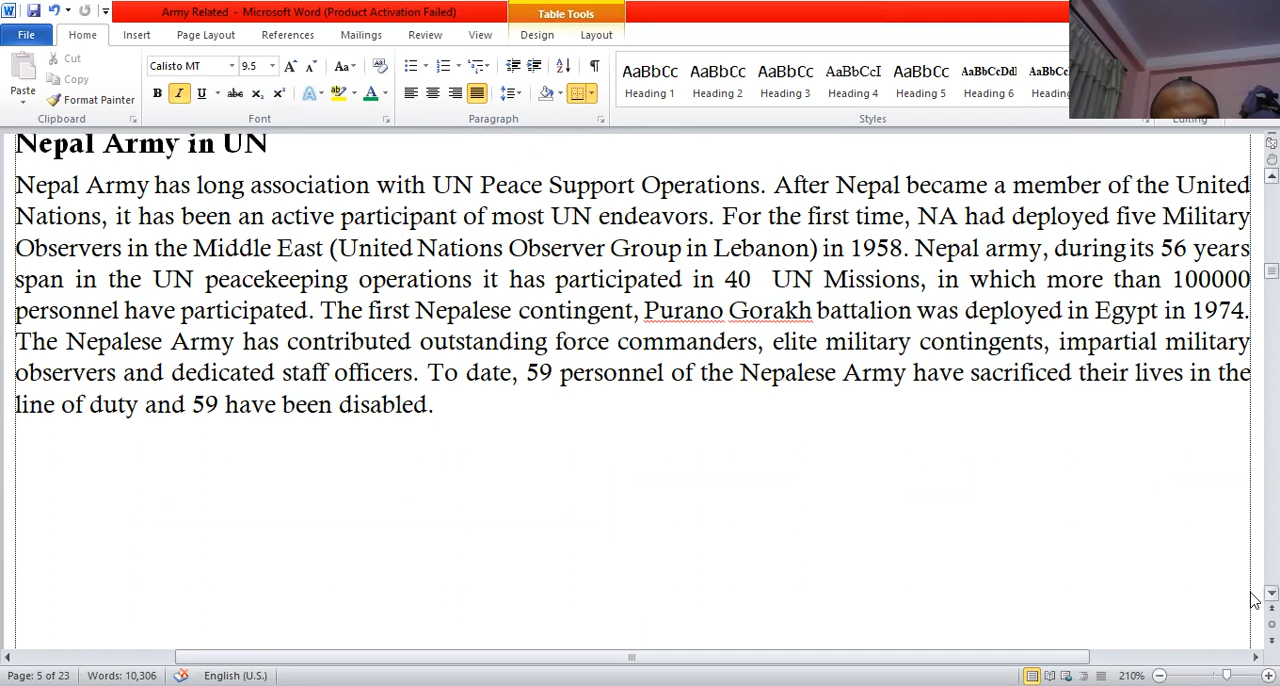 Army Related - Microsoft Word (Product Activation Failed)
Table Tools
File Home Insert Page Layout References Mailings Review View Design Layout
Paste
Cut
Copy
Format Painter
Clipboard
Calisto MT 9.5
Font
Paragraph
AaBbCc AaBbCc AaBbCc AaBbCcI AaBbCc AaBbCcDd AaBbCc
Heading 1 Heading 2 Heading 3 Heading 4 Heading 5 Heading 6 Heading
Styles
Editing
Nepal Army in UN
Nepal Army has long association with UN Peace Support Operations. After Nepal became a member of the United
Nations, it has been an active participant of most UN endeavors. For the first time, NA had deployed five Military
Observers in the Middle East (United Nations Observer Group in Lebanon) in 1958. Nepal army, during its 56 years
span in the UN peacekeeping operations it has participated in 40 UN Missions, in which more than 100000
personnel have participated. The first Nepalese contingent, Purano Gorakh battalion was deployed in Egypt in 1974.
The Nepalese Army has contributed outstanding force commanders, elite military contingents, impartial military
observers and dedicated staff officers. To date, 59 personnel of the Nepalese Army have sacrificed their lives in the
line of duty and 59 have been disabled.
Page: 5 of 23 Words: 10,306 English (U.S.) 210%